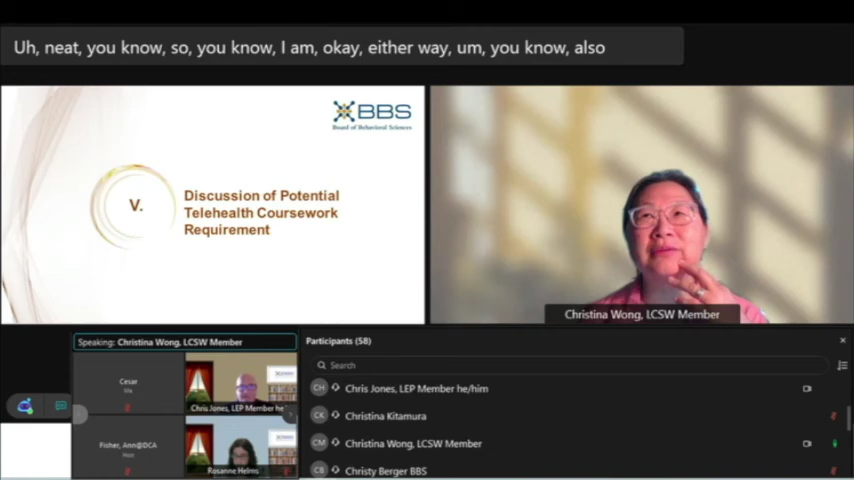 Uh, neat, you know, so, you know, I am, okay, either way, um, you know, also
BBS
Board of Behavioral Sciences
V.
Discussion of Potential
Telehealth Coursework
Requirement
Christina Wong, LCSW Member
Speaking: Christina Wong, LCSW Member
Cesar
Me
Chris Jones, LEP Member he
Fisher, Ann@DCA
Host
Rosanne Helms
Participants (58)
Search
CH Chris Jones, LEP Member he/him
CK Christina Kitamura
CM Christina Wong, LCSW Member
CB Christy Berger BBS